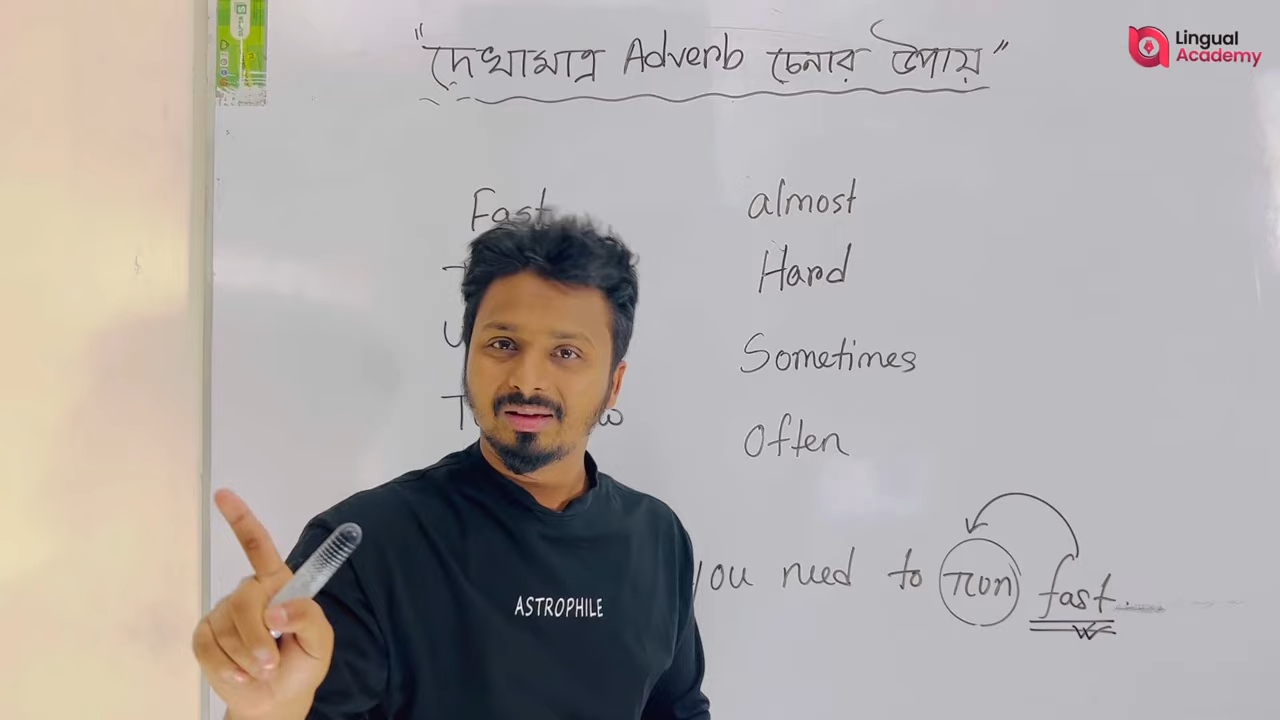 "দেখামাত্র Adverb চেনার উপায়"
Lingual
Academy
Fast
almost
Hard
Sometimes
Often
you need to run fast.
ASTROPHILE